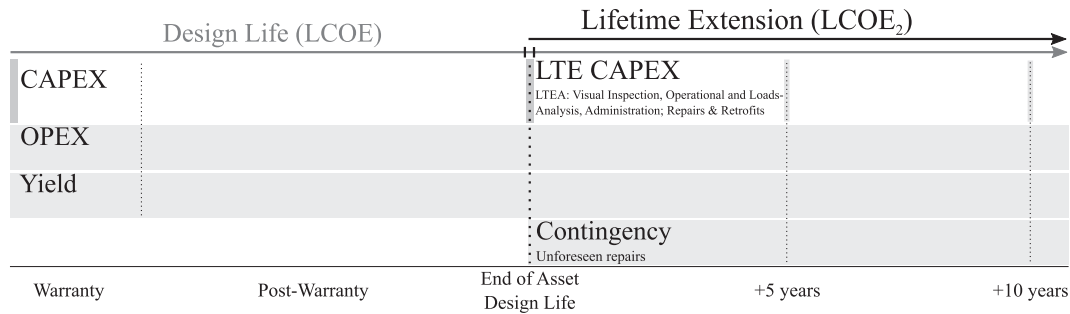 Design Life (LCOE)
Lifetime Extension (LCOE₂)
CAPEX
LTE CAPEX
LTEA: Visual Inspection, Operational and Loads-
Analysis, Administration; Repairs & Retrofits
OPEX
Yield
Contingency
Unforeseen repairs
Warranty
Post-Warranty
End of Asset
Design Life
+5 years
+10 years